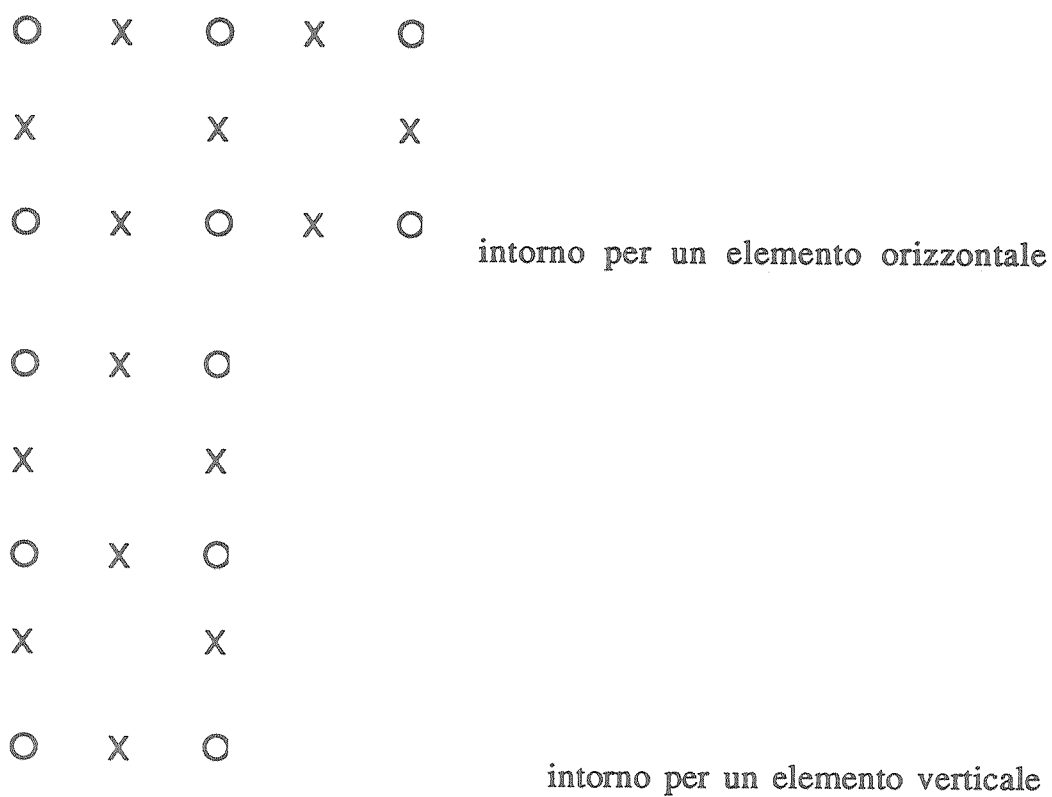 O X O X O
X X X
O X O X O
intorno per un elemento orizzontale
O X O
X X
O X O
X X
O X O
intorno per un elemento verticale